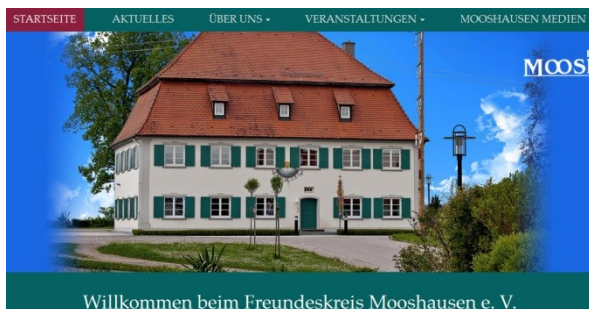 STARTSEITE AKTUELLES ÜBER UNS VERANSTALTUNGEN MOOSHAUSEN MEDIEN
Willkommen beim Freundeskreis Mooshausen e. V.